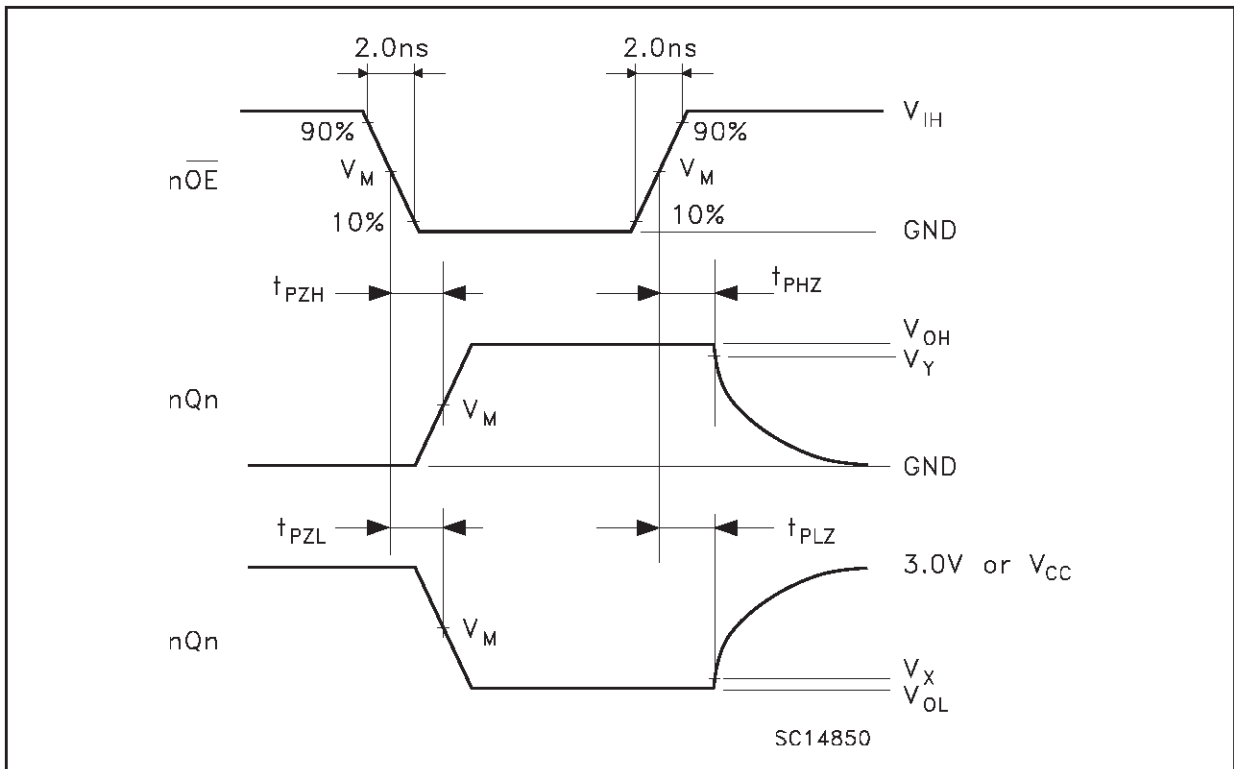 2.0ns 2.0ns
V_IH
90% 90%
nO̅E̅ V_M V_M
10% 10%
GND
t_PZH t_PHZ
V_OH
V_Y
nQn V_M
GND
t_PZL t_PLZ
3.0V or V_CC
nQn V_M
V_X
V_OL
SC14850